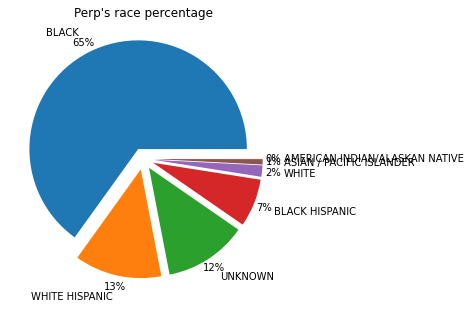 Perp's race percentage
BLACK
65%
0% AMERICAN INDIAN/ALASKAN NATIVE
1% ASIAN / PACIFIC ISLANDER
2% WHITE
7% BLACK HISPANIC
12% UNKNOWN
13%
WHITE HISPANIC